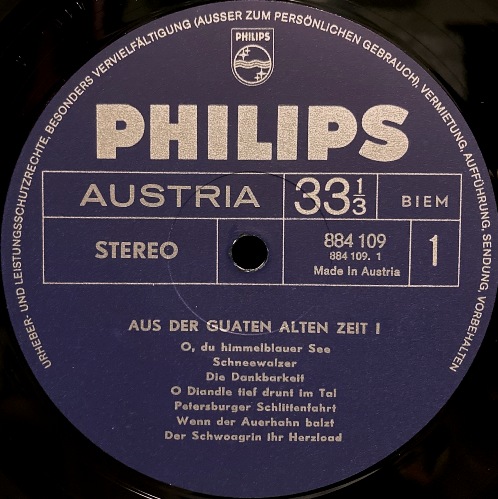 URHEBER- UND LEISTUNGSSCHUTZRECHTE, BESONDERS VERVIELFÄLTIGUNG (AUSSER ZUM PERSÖNLICHEN GEBRAUCH), VERMIETUNG, AUFFÜHRUNG, SENDUNG, VORBEHALTEN
PHILIPS
PHILIPS
AUSTRIA
33 1/3
BIEM
STEREO
884 109
884 109. 1
Made in Austria
1
AUS DER GUATEN ALTEN ZEIT I
O, du himmelblauer See
Schneewalzer
Die Dankbarkeit
O Diandle tief drunt im Tal
Petersburger Schlittenfahrt
Wenn der Auerhahn balzt
Der Schwoagrin ihr Herzload